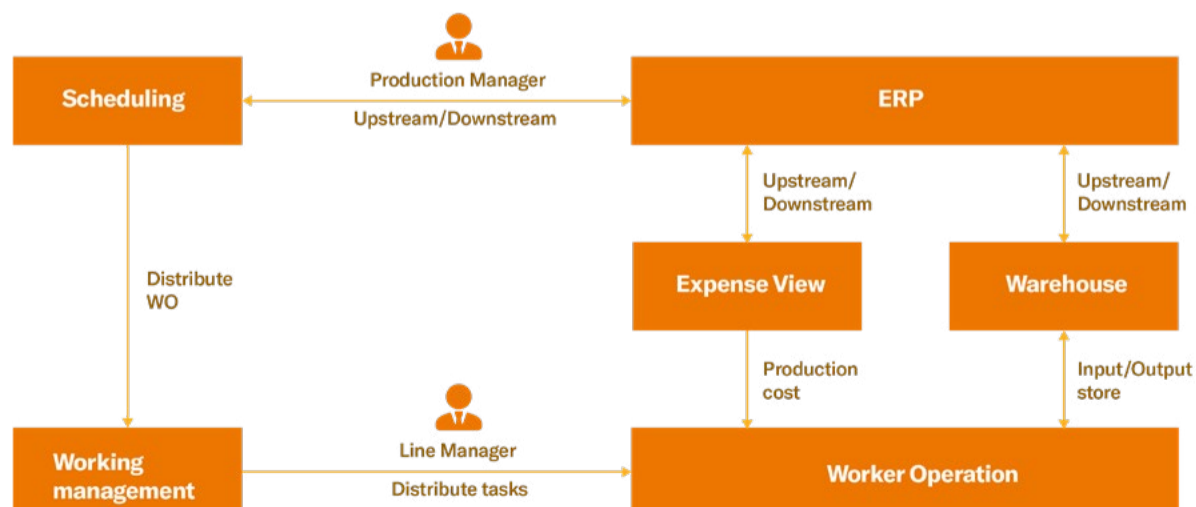 Production Manager
Scheduling
ERP
Upstream/Downstream
Upstream/
Downstream
Upstream/
Downstream
Distribute
WO
Expense View
Warehouse
Production
cost
Input/Output
store
Line Manager
Working
management
Worker Operation
Distribute tasks